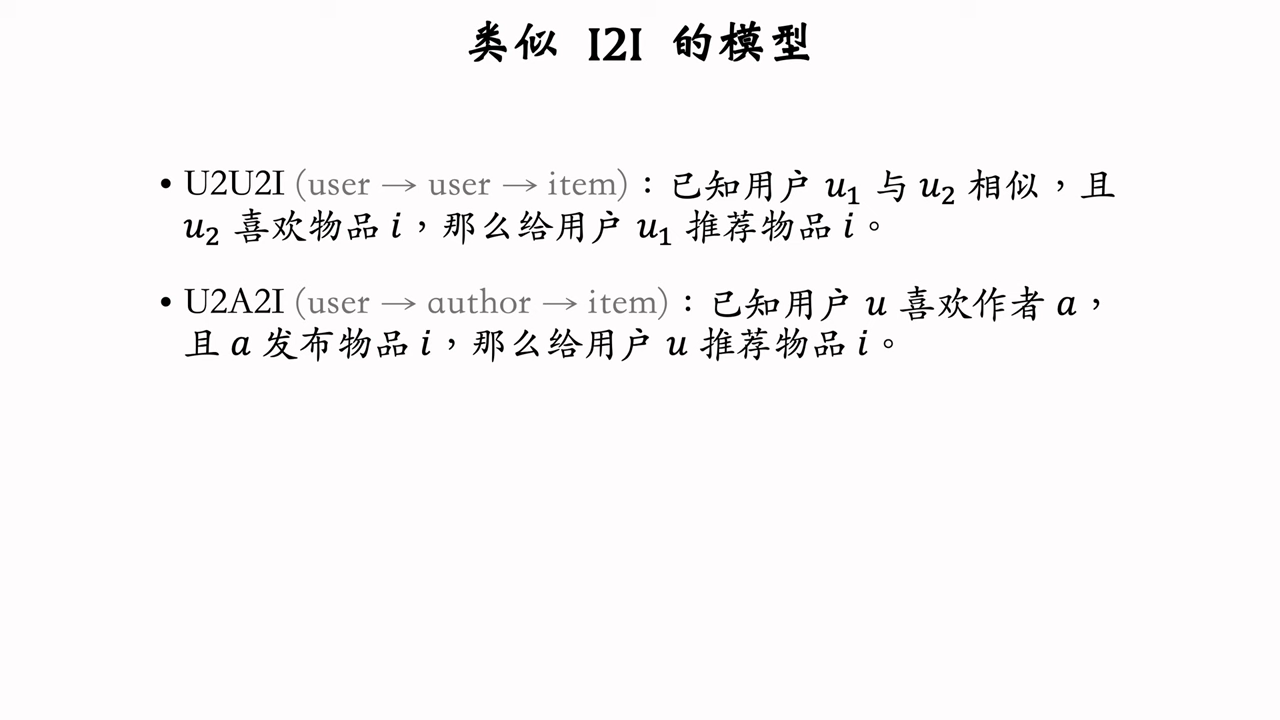 类似 I2I 的模型
• U2U2I (user → user → item)：已知用户 u₁ 与 u₂ 相似，且
u₂ 喜欢物品 i，那么给用户 u₁ 推荐物品 i。
• U2A2I (user → author → item)：已知用户 u 喜欢作者 a，
且 a 发布物品 i，那么给用户 u 推荐物品 i。